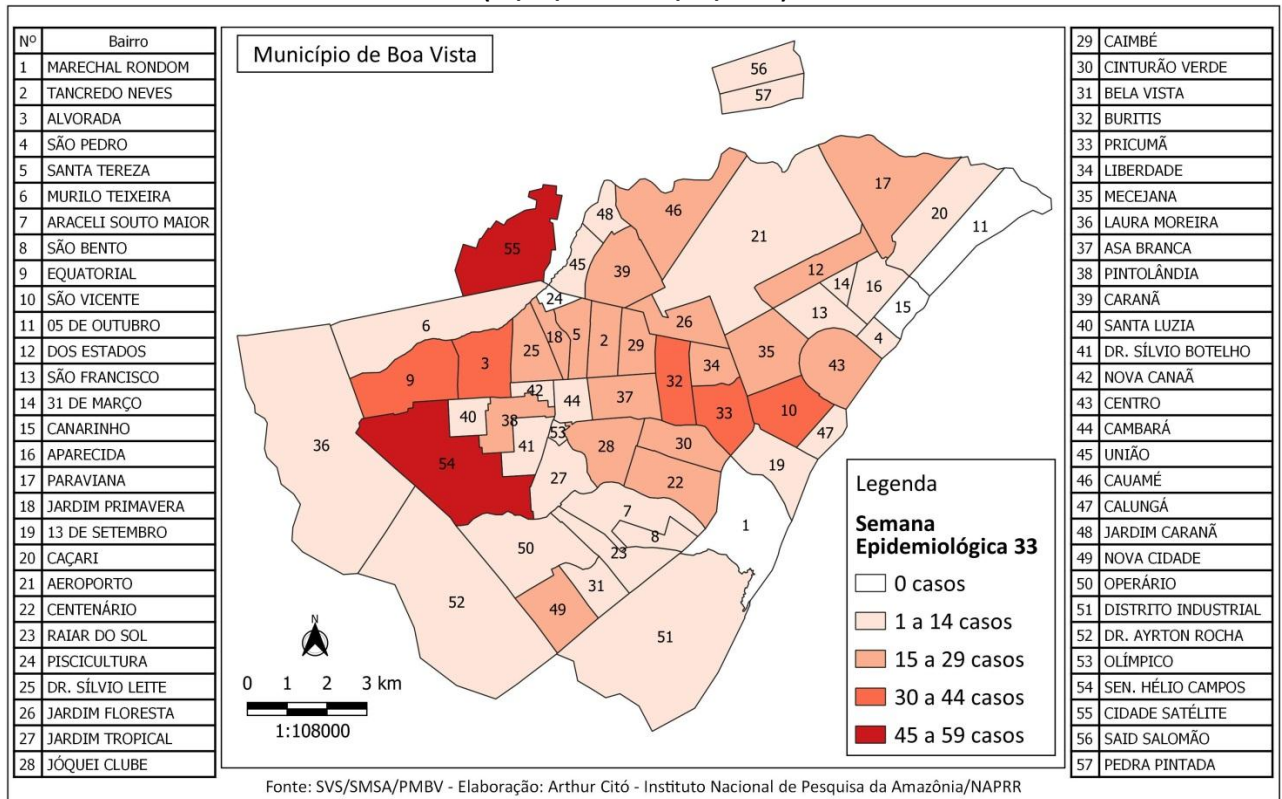 Nº Bairro
1 MARECHAL RONDOM
2 TANCREDO NEVES
3 ALVORADA
4 SÃO PEDRO
5 SANTA TEREZA
6 MURILO TEIXEIRA
7 ARACELI SOUTO MAIOR
8 SÃO BENTO
9 EQUATORIAL
10 SÃO VICENTE
11 05 DE OUTUBRO
12 DOS ESTADOS
13 SÃO FRANCISCO
14 31 DE MARÇO
15 CANARINHO
16 APARECIDA
17 PARAVIANA
18 JARDIM PRIMAVERA
19 13 DE SETEMBRO
20 CAÇARI
21 AEROPORTO
22 CENTENÁRIO
23 RAIAR DO SOL
24 PISCICULTURA
25 DR. SÍLVIO LEITE
26 JARDIM FLORESTA
27 JARDIM TROPICAL
28 JÓQUEI CLUBE
Município de Boa Vista
56
57
17
48
46
20
11
21
55
45
39
12
14
16
24
15
13
6
26
4
18
5
2
29
25
35
34
43
3
9
32
42
44
37
33
10
40
38
53
47
41
30
28
36
54
19
27
22
7
1
8
50
23
31
52
49
51
N
0 1 2 3 km
1:108000
Legenda
Semana
Epidemiológica 33
0 casos
1 a 14 casos
15 a 29 casos
30 a 44 casos
45 a 59 casos
29 CAIMBÉ
30 CINTURÃO VERDE
31 BELA VISTA
32 BURITIS
33 PRICUMÃ
34 LIBERDADE
35 MECEJANA
36 LAURA MOREIRA
37 ASA BRANCA
38 PINTOLÂNDIA
39 CARANÃ
40 SANTA LUZIA
41 DR. SÍLVIO BOTELHO
42 NOVA CANAÃ
43 CENTRO
44 CAMBARÁ
45 UNIÃO
46 CAUAMÉ
47 CALUNGÁ
48 JARDIM CARANÃ
49 NOVA CIDADE
50 OPERÁRIO
51 DISTRITO INDUSTRIAL
52 DR. AYRTON ROCHA
53 OLÍMPICO
54 SEN. HÉLIO CAMPOS
55 CIDADE SATÉLITE
56 SAID SALOMÃO
57 PEDRA PINTADA
Fonte: SVS/SMSA/PMBV - Elaboração: Arthur Citó - Instituto Nacional de Pesquisa da Amazônia/NAPRR